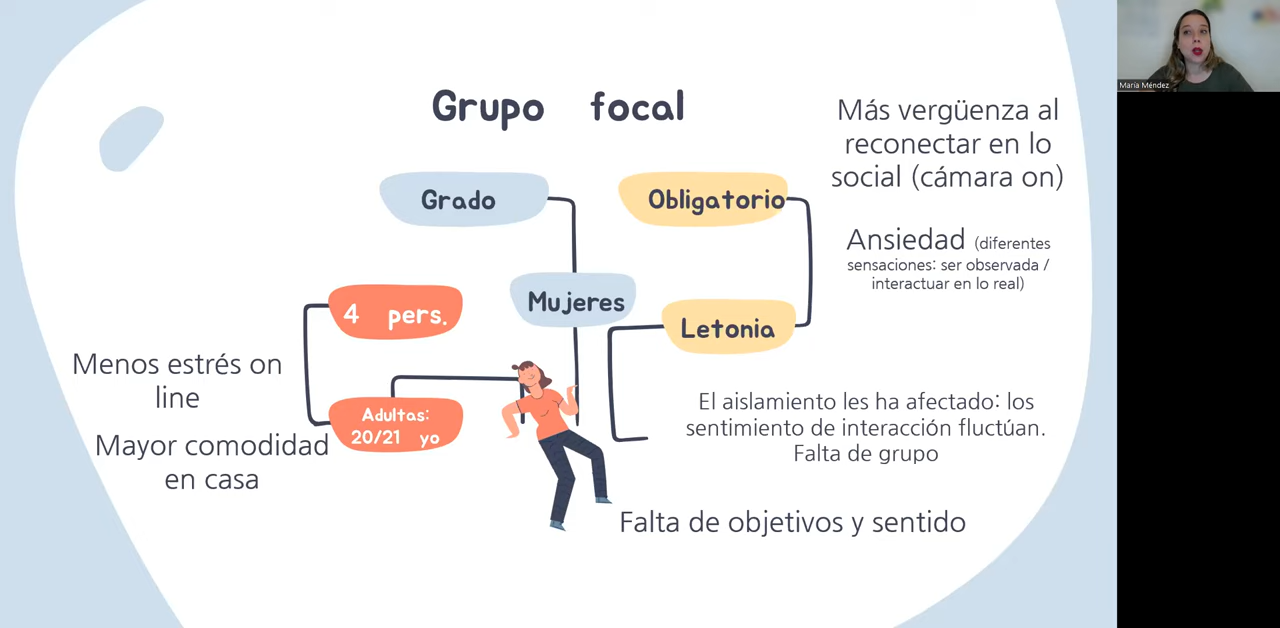 Grupo focal
Grado
Obligatorio
Más vergüenza al
reconectar en lo
social (cámara on)
Ansiedad (diferentes
sensaciones: ser observada /
interactuar en lo real)
4 pers.
Mujeres
Letonia
Menos estrés on
line
Adultas:
20/21 yo
Mayor comodidad
en casa
El aislamiento les ha afectado: los
sentimiento de interacción fluctúan.
Falta de grupo
Falta de objetivos y sentido
María Méndez